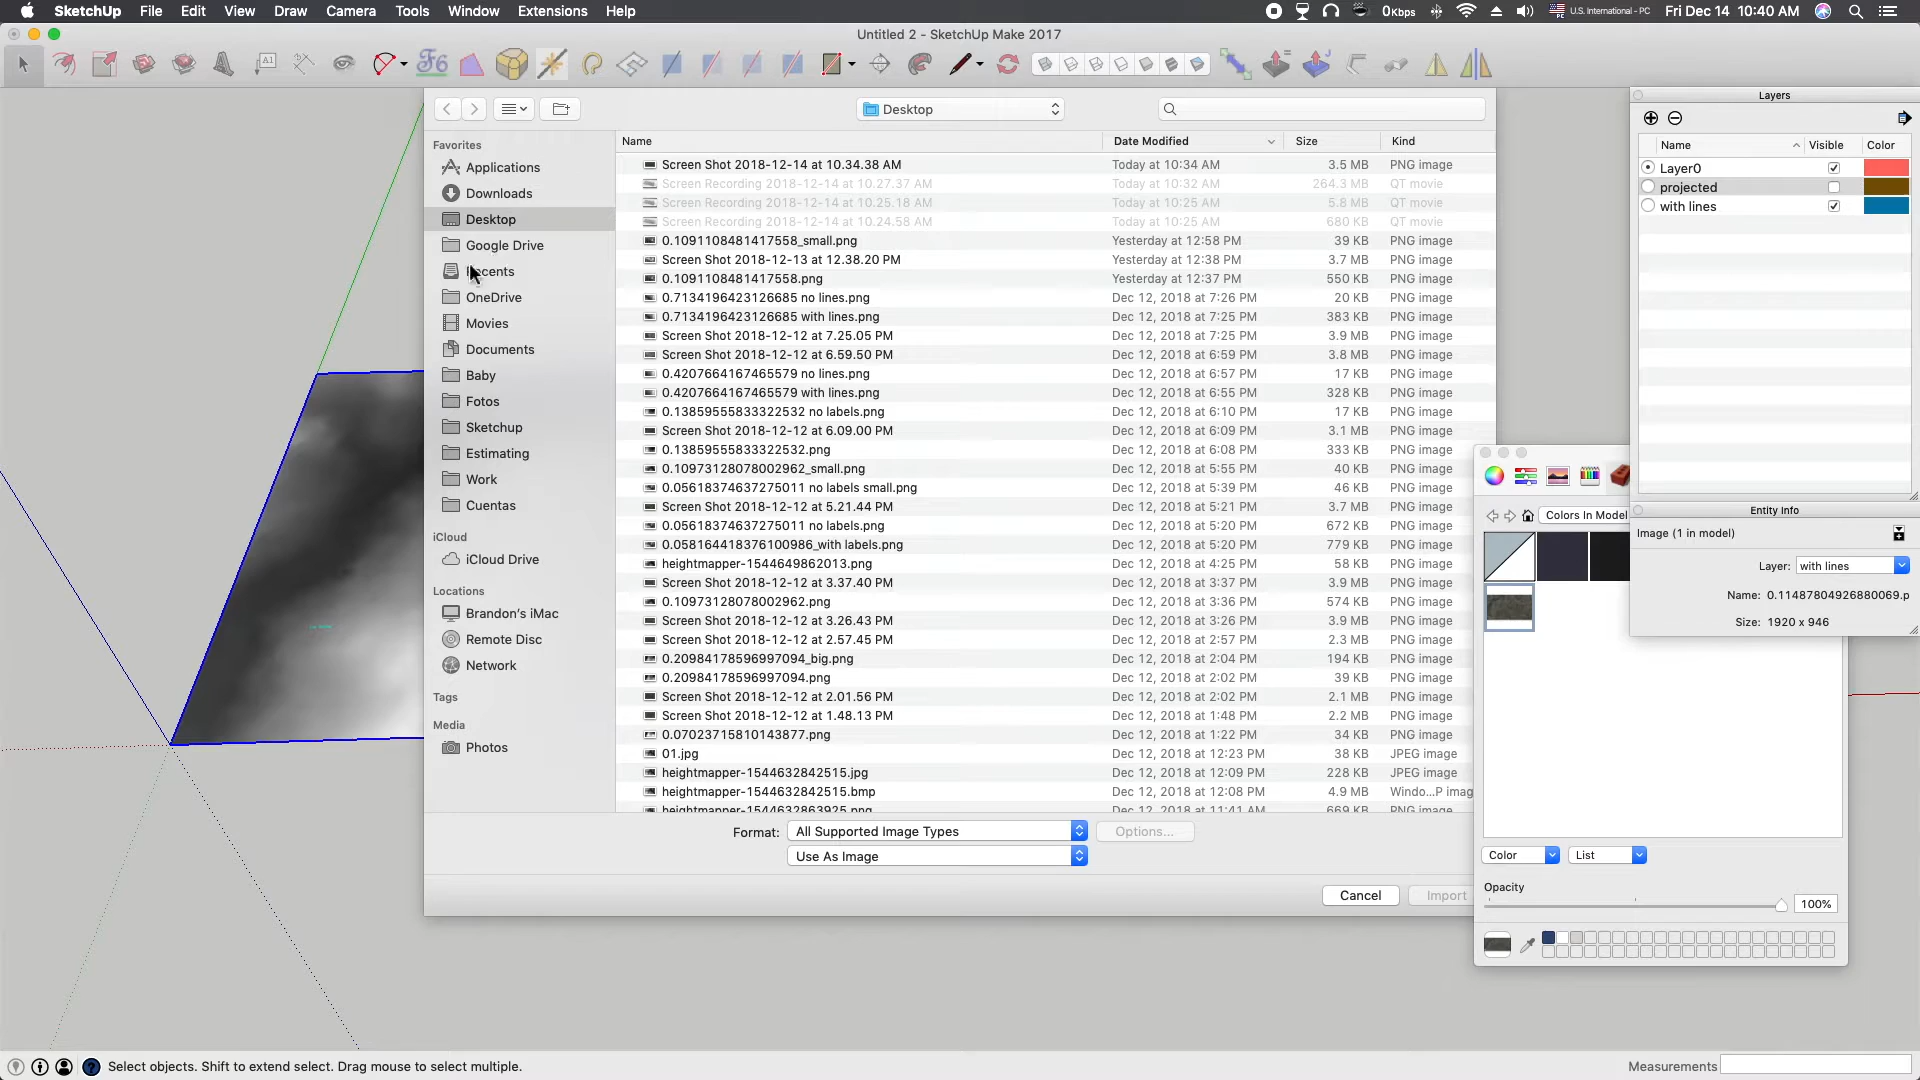 SketchUp File Edit View Draw Camera Tools Window Extensions Help
0Kbps U.S. International - PC Fri Dec 14 10:40 AM
Untitled 2 - SketchUp Make 2017
A1
Desktop
Favorites
Applications
Downloads
Desktop
Google Drive
OneDrive
Movies
Documents
Baby
Fotos
Sketchup
Estimating
Work
Cuentas
iCloud
iCloud Drive
Locations
Brandon's iMac
Remote Disc
Network
Tags
Media
Photos
Name Date Modified Size Kind
Screen Shot 2018-12-14 at 10.34.38 AM Today at 10:34 AM 3.5 MB PNG image
Screen Recording 2018-12-14 at 10.27.37 AM Today at 10:32 AM 264.3 MB QT movie
Screen Recording 2018-12-14 at 10.25.18 AM Today at 10:25 AM 5.8 MB QT movie
Screen Recording 2018-12-14 at 10.24.58 AM Today at 10:25 AM 680 KB QT movie
0.1091108481417558_small.png Yesterday at 12:58 PM 39 KB PNG image
Screen Shot 2018-12-13 at 12.38.20 PM Yesterday at 12:38 PM 3.7 MB PNG image
0.1091108481417558.png Yesterday at 12:37 PM 550 KB PNG image
0.7134196423126685 no lines.png Dec 12, 2018 at 7:26 PM 20 KB PNG image
0.7134196423126685 with lines.png Dec 12, 2018 at 7:25 PM 383 KB PNG image
Screen Shot 2018-12-12 at 7.25.05 PM Dec 12, 2018 at 7:25 PM 3.9 MB PNG image
Screen Shot 2018-12-12 at 6.59.50 PM Dec 12, 2018 at 6:59 PM 3.8 MB PNG image
0.4207664167465579 no lines.png Dec 12, 2018 at 6:57 PM 17 KB PNG image
0.4207664167465579 with lines.png Dec 12, 2018 at 6:55 PM 328 KB PNG image
0.13859555833322532 no labels.png Dec 12, 2018 at 6:10 PM 17 KB PNG image
Screen Shot 2018-12-12 at 6.09.00 PM Dec 12, 2018 at 6:09 PM 3.1 MB PNG image
0.13859555833322532.png Dec 12, 2018 at 6:08 PM 333 KB PNG image
0.10973128078002962_small.png Dec 12, 2018 at 5:55 PM 40 KB PNG image
0.05618374637275011 no labels small.png Dec 12, 2018 at 5:39 PM 46 KB PNG image
Screen Shot 2018-12-12 at 5.21.44 PM Dec 12, 2018 at 5:21 PM 3.7 MB PNG image
0.05618374637275011 no labels.png Dec 12, 2018 at 5:20 PM 672 KB PNG image
0.058164418376100986_with labels.png Dec 12, 2018 at 5:20 PM 779 KB PNG image
heightmapper-1544649862013.png Dec 12, 2018 at 4:25 PM 58 KB PNG image
Screen Shot 2018-12-12 at 3.37.40 PM Dec 12, 2018 at 3:37 PM 3.9 MB PNG image
0.10973128078002962.png Dec 12, 2018 at 3:36 PM 574 KB PNG image
Screen Shot 2018-12-12 at 3.26.43 PM Dec 12, 2018 at 3:26 PM 3.9 MB PNG image
Screen Shot 2018-12-12 at 2.57.45 PM Dec 12, 2018 at 2:57 PM 2.3 MB PNG image
0.20984178596997094_big.png Dec 12, 2018 at 2:04 PM 194 KB PNG image
0.20984178596997094.png Dec 12, 2018 at 2:02 PM 39 KB PNG image
Screen Shot 2018-12-12 at 2.01.56 PM Dec 12, 2018 at 2:02 PM 2.1 MB PNG image
Screen Shot 2018-12-12 at 1.48.13 PM Dec 12, 2018 at 1:48 PM 2.2 MB PNG image
0.0702371581014387​7.png Dec 12, 2018 at 1:22 PM 34 KB PNG image
01.jpg Dec 12, 2018 at 12:23 PM 38 KB JPEG image
heightmapper-1544632842515.jpg Dec 12, 2018 at 12:09 PM 228 KB JPEG image
heightmapper-1544632842515.bmp Dec 12, 2018 at 12:08 PM 4.9 MB Windo...P imag
heightmapper-1544632863925.png Dec 12, 2018 at 11:41 AM 669 KB PNG image
Format: All Supported Image Types Options...
Use As Image
Cancel Import
Layers
Name Visible Color
Layer0
projected
with lines
Colors In Model
Entity Info
Image (1 in model)
Layer: with lines
Name: 0.11487804926880069.p
Size: 1920 x 946
Color List
Opacity
100%
Select objects. Shift to extend select. Drag mouse to select multiple.
Measurements